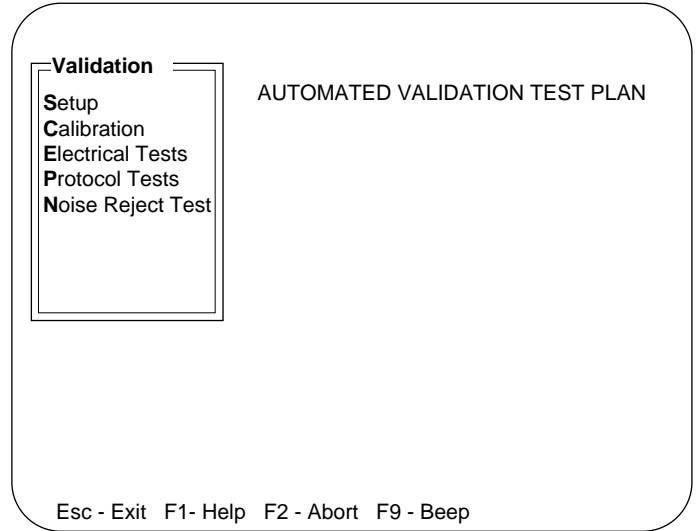 Validation
AUTOMATED VALIDATION TEST PLAN
Setup
Calibration
Electrical Tests
Protocol Tests
Noise Reject Test
Esc - Exit F1- Help F2 - Abort F9 - Beep